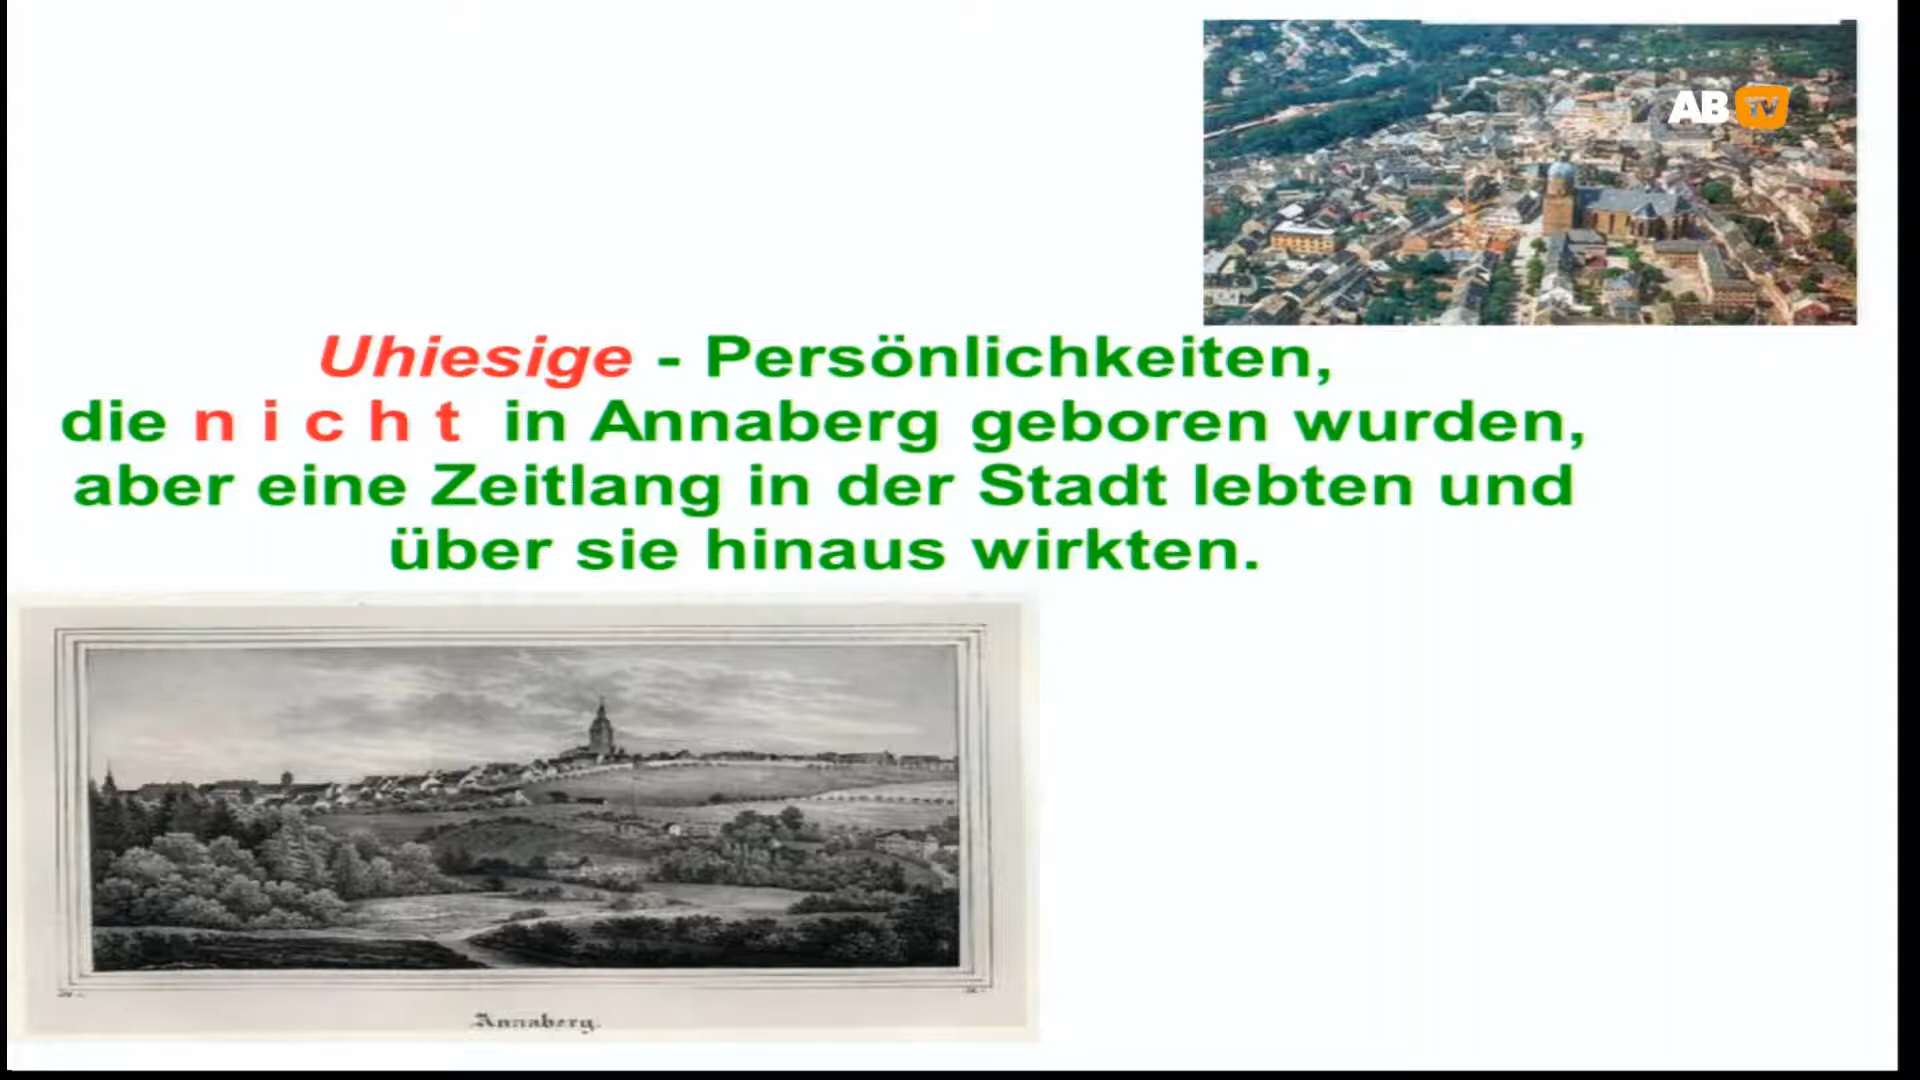 AB TV
Uhiesige - Persönlichkeiten,
die n i c h t in Annaberg geboren wurden,
aber eine Zeitlang in der Stadt lebten und
über sie hinaus wirkten.
Annaberg.